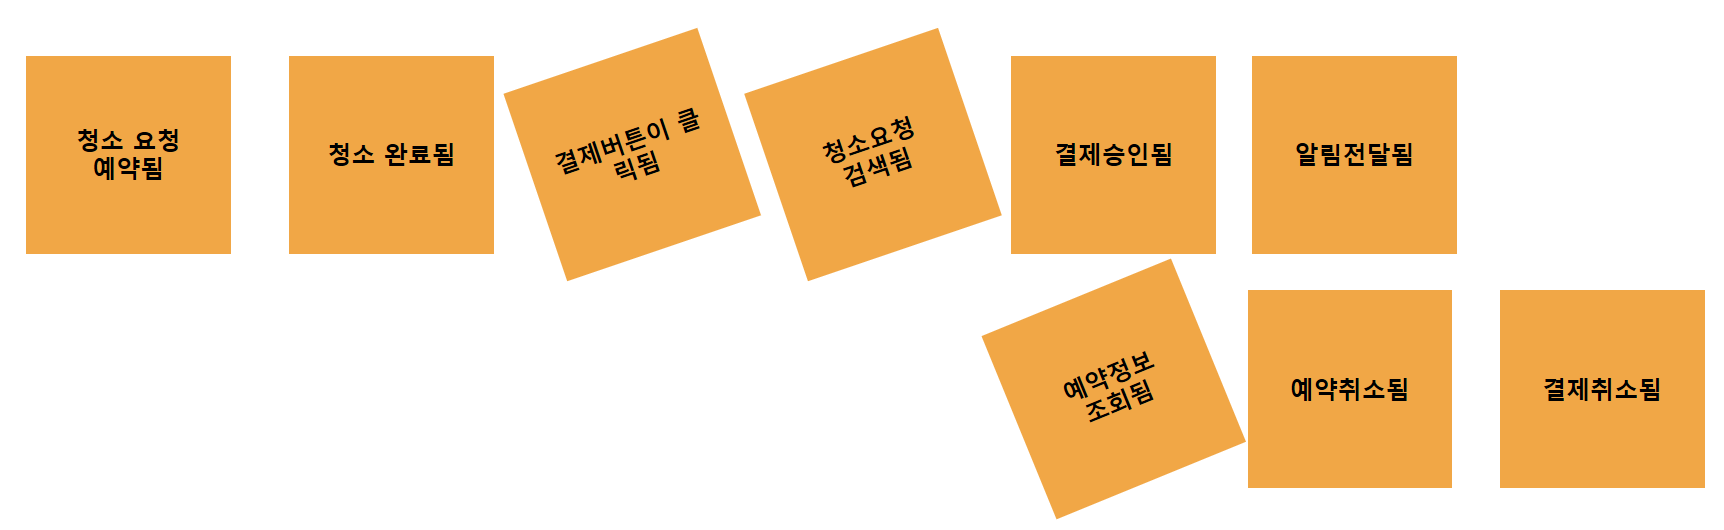 청소 요청
예약됨
청소 완료됨
결제버튼이 클
릭됨
청소요청
검색됨
결제승인됨
알림전달됨
예약정보
조회됨
예약취소됨
결제취소됨